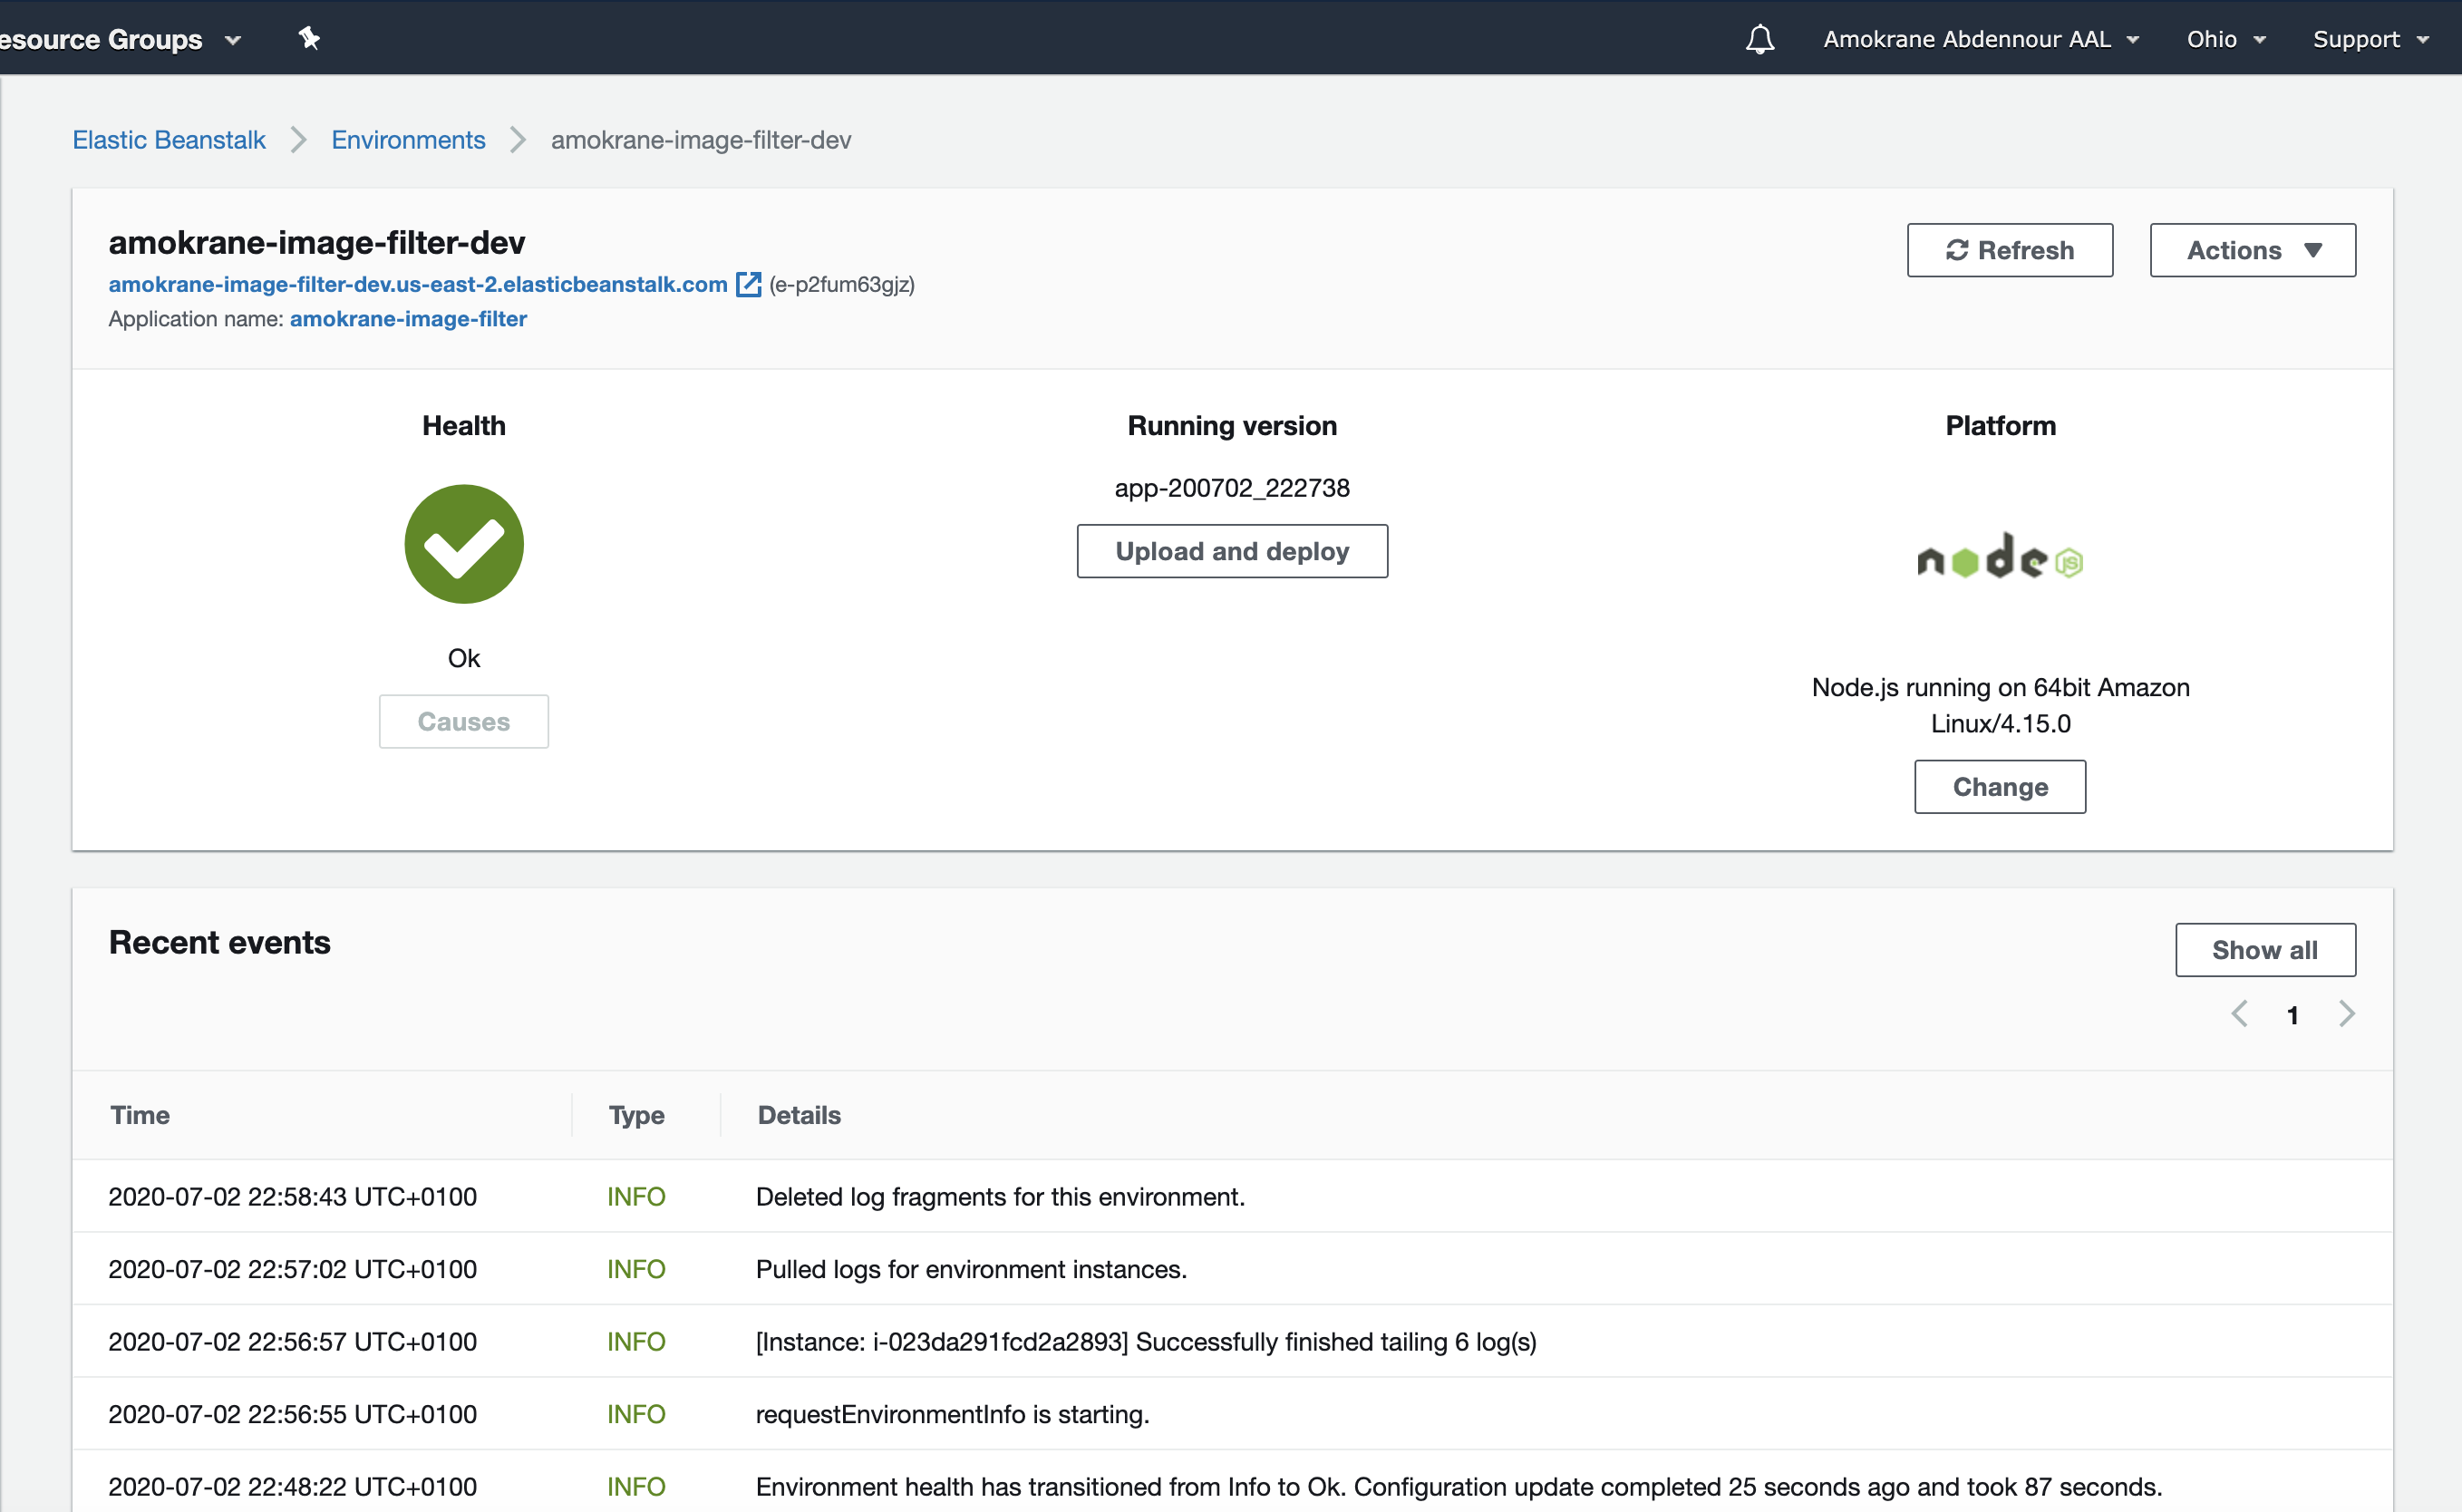 esource Groups
Amokrane Abdennour AAL
Ohio
Support
Elastic Beanstalk
Environments
amokrane-image-filter-dev
amokrane-image-filter-dev
amokrane-image-filter-dev.us-east-2.elasticbeanstalk.com (e-p2fum63gjz)
Application name: amokrane-image-filter
Refresh
Actions
Health
Ok
Causes
Running version
app-200702_222738
Upload and deploy
Platform
node JS
Node.js running on 64bit Amazon
Linux/4.15.0
Change
Recent events
Show all
1
Time Type Details
2020-07-02 22:58:43 UTC+0100 INFO Deleted log fragments for this environment.
2020-07-02 22:57:02 UTC+0100 INFO Pulled logs for environment instances.
2020-07-02 22:56:57 UTC+0100 INFO [Instance: i-023da291fcd2a2893] Successfully finished tailing 6 log(s)
2020-07-02 22:56:55 UTC+0100 INFO requestEnvironmentInfo is starting.
2020-07-02 22:48:22 UTC+0100 INFO Environment health has transitioned from Info to Ok. Configuration update completed 25 seconds ago and took 87 seconds.